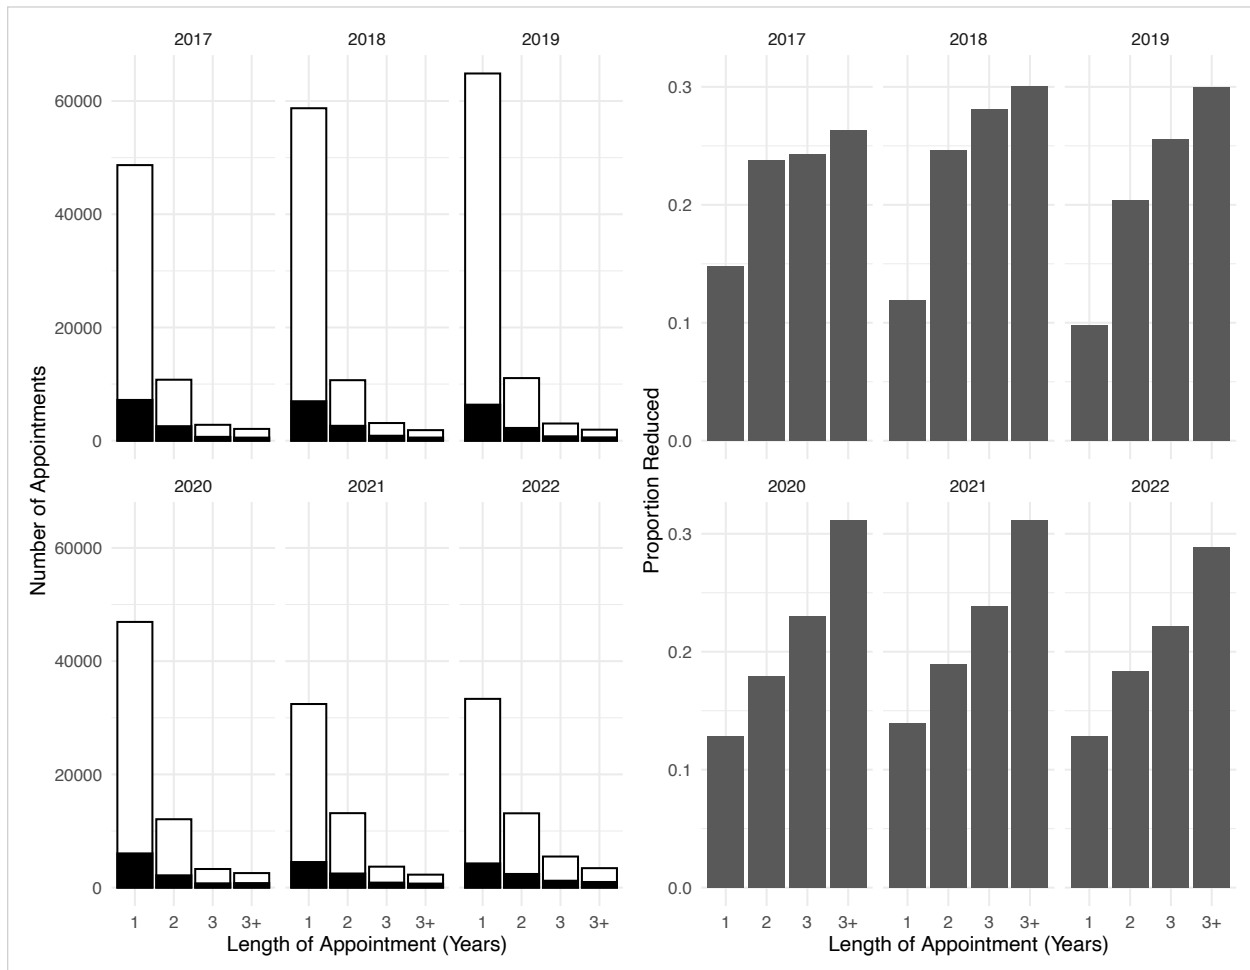 2017 2018 2019
60000
40000
20000
0
2020 2021 2022
60000
40000
20000
0
1 2 3 3+ 1 2 3 3+ 1 2 3 3+
Length of Appointment (Years)
Number of Appointments
2017 2018 2019
0.3
0.2
0.1
0.0
2020 2021 2022
0.3
0.2
0.1
0.0
1 2 3 3+ 1 2 3 3+ 1 2 3 3+
Length of Appointment (Years)
Proportion Reduced